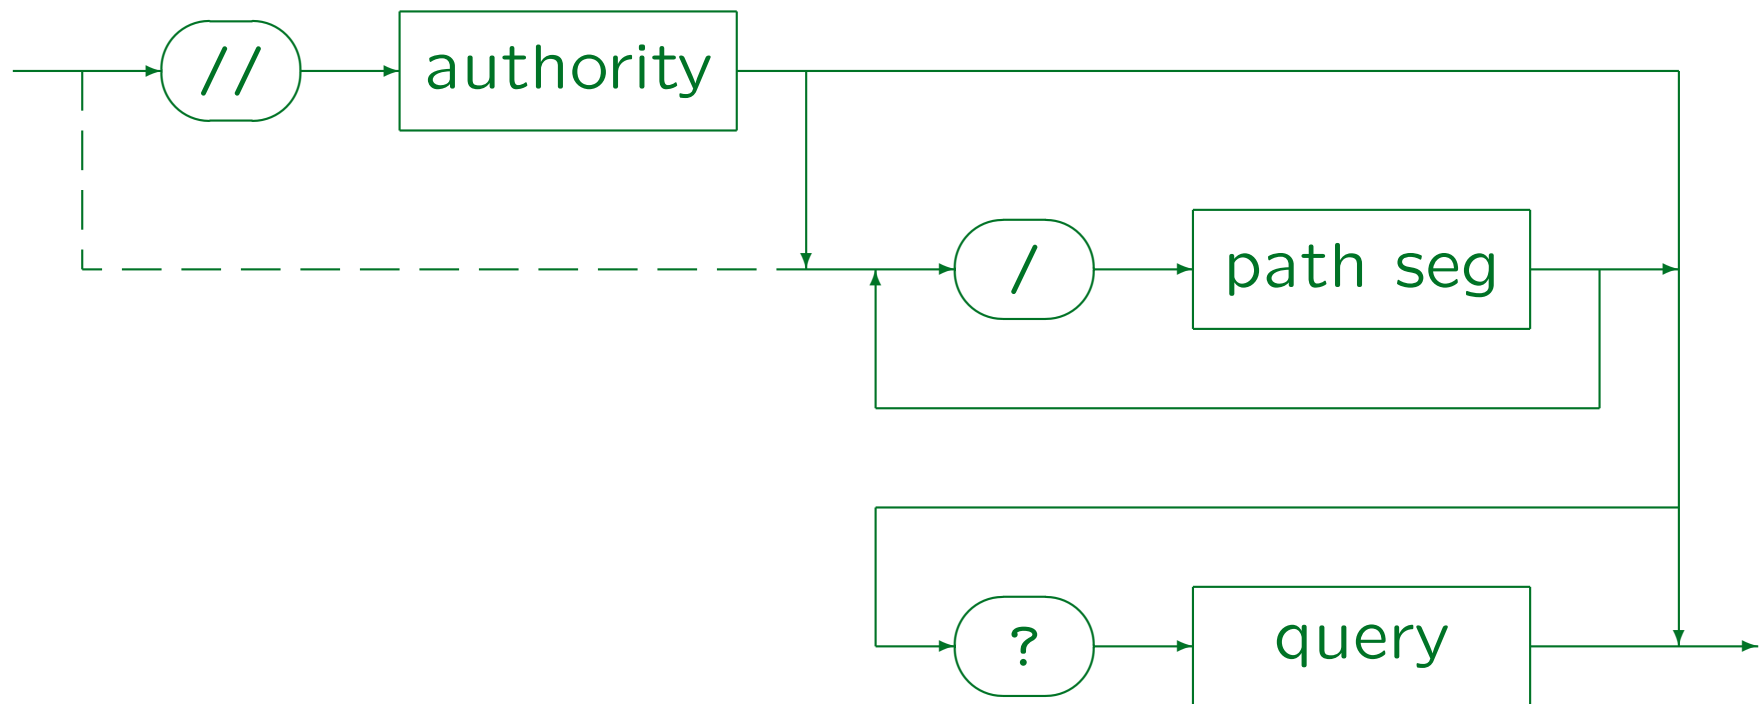 // authority
/ path seg
? query